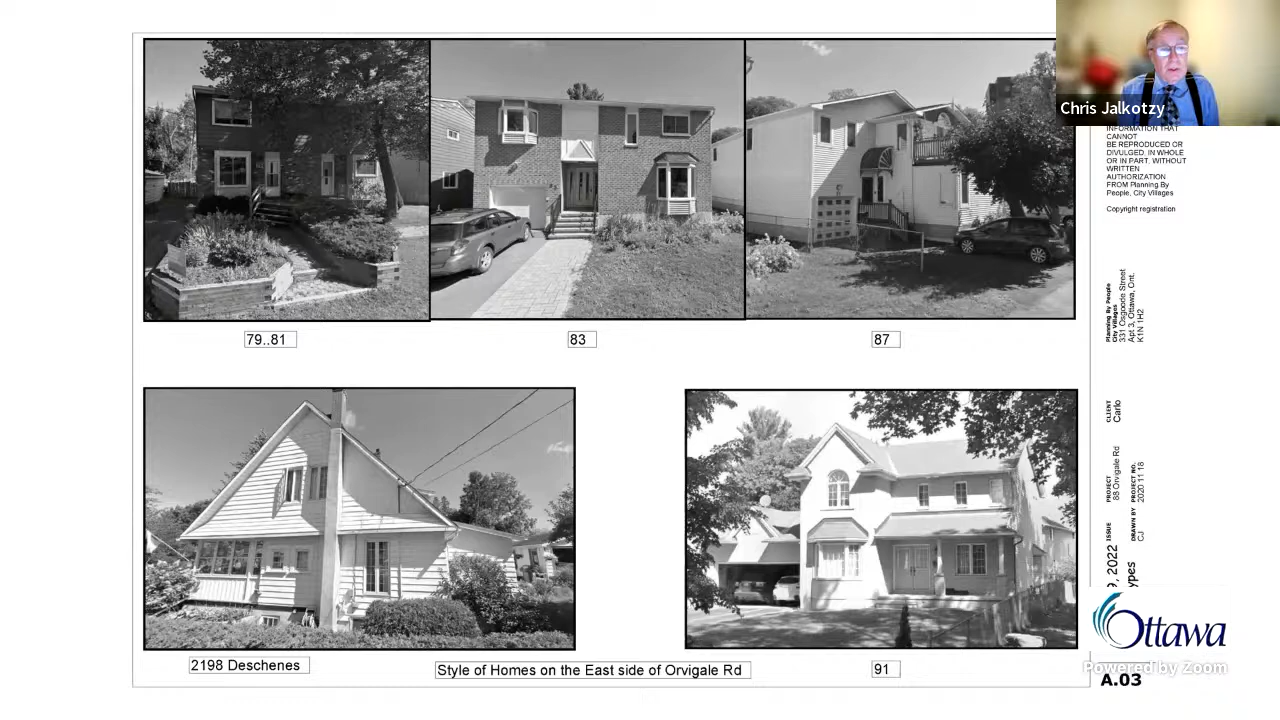 Chris Jalkotzy
INFORMATION THAT
CANNOT
BE REPRODUCED OR
DIVULGED, IN WHOLE
OR IN PART, WITHOUT
WRITTEN
AUTHORIZATION
FROM Planning By
People, City Villages
Copyright registration
79..81
83
87
Planning By People
City Villages
331 Osgoode Street
Apt 3, Ottawa, Ont.
K1N 1H2
CLIENT
Carlo
PROJECT
88 Orvigale Rd
PROJECT NO.
2020 11 18
ISSUE
9, 2022
DRAWN BY
CJ
ypes
2198 Deschenes
Style of Homes on the East side of Orvigale Rd
91
Ottawa
Powered by Zoom
A.03